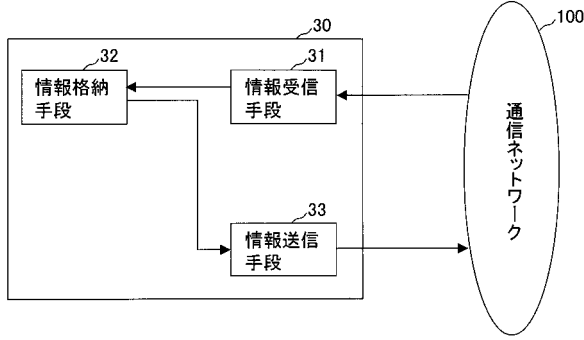 30
100
32
情報格納
手段
31
情報受信
手段
通信ネットワーク
33
情報送信
手段